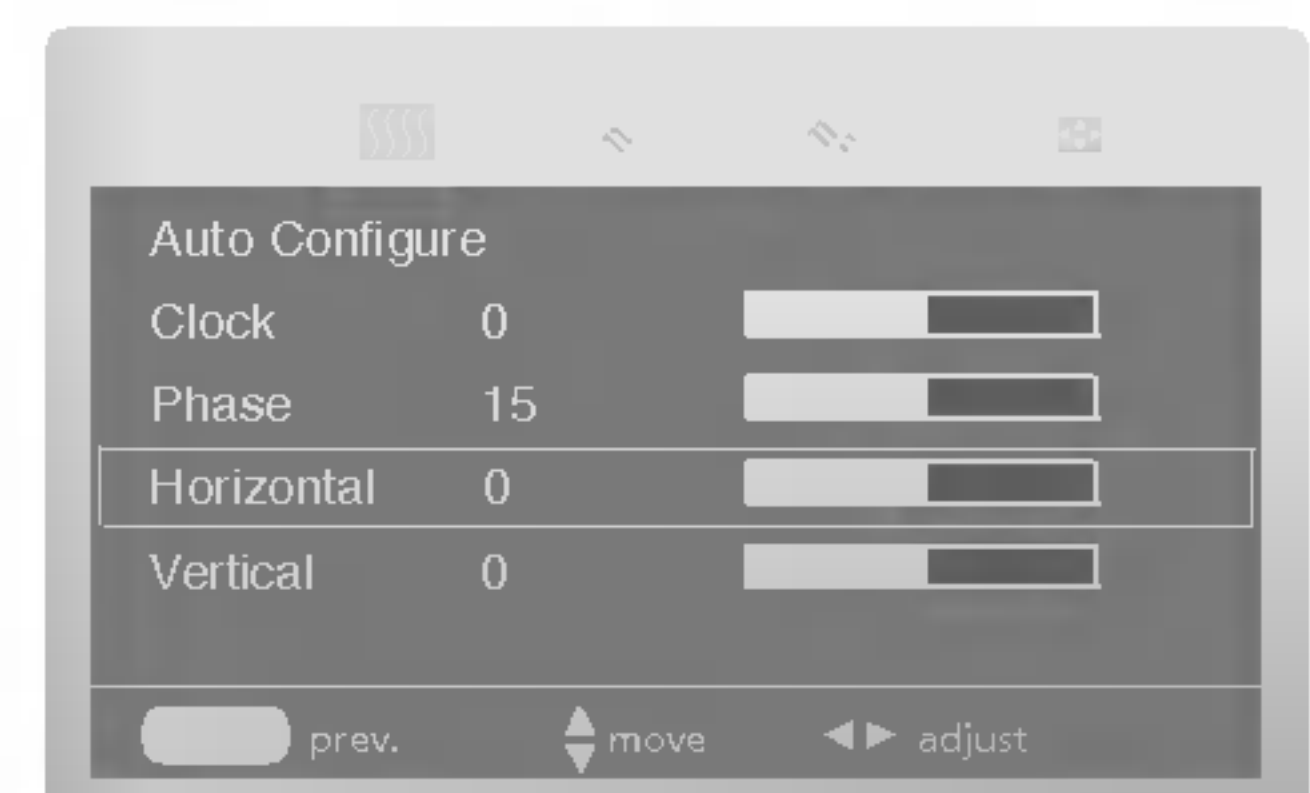 Auto Configure
Clock 0
Phase 15
Horizontal 0
Vertical 0
prev. move adjust